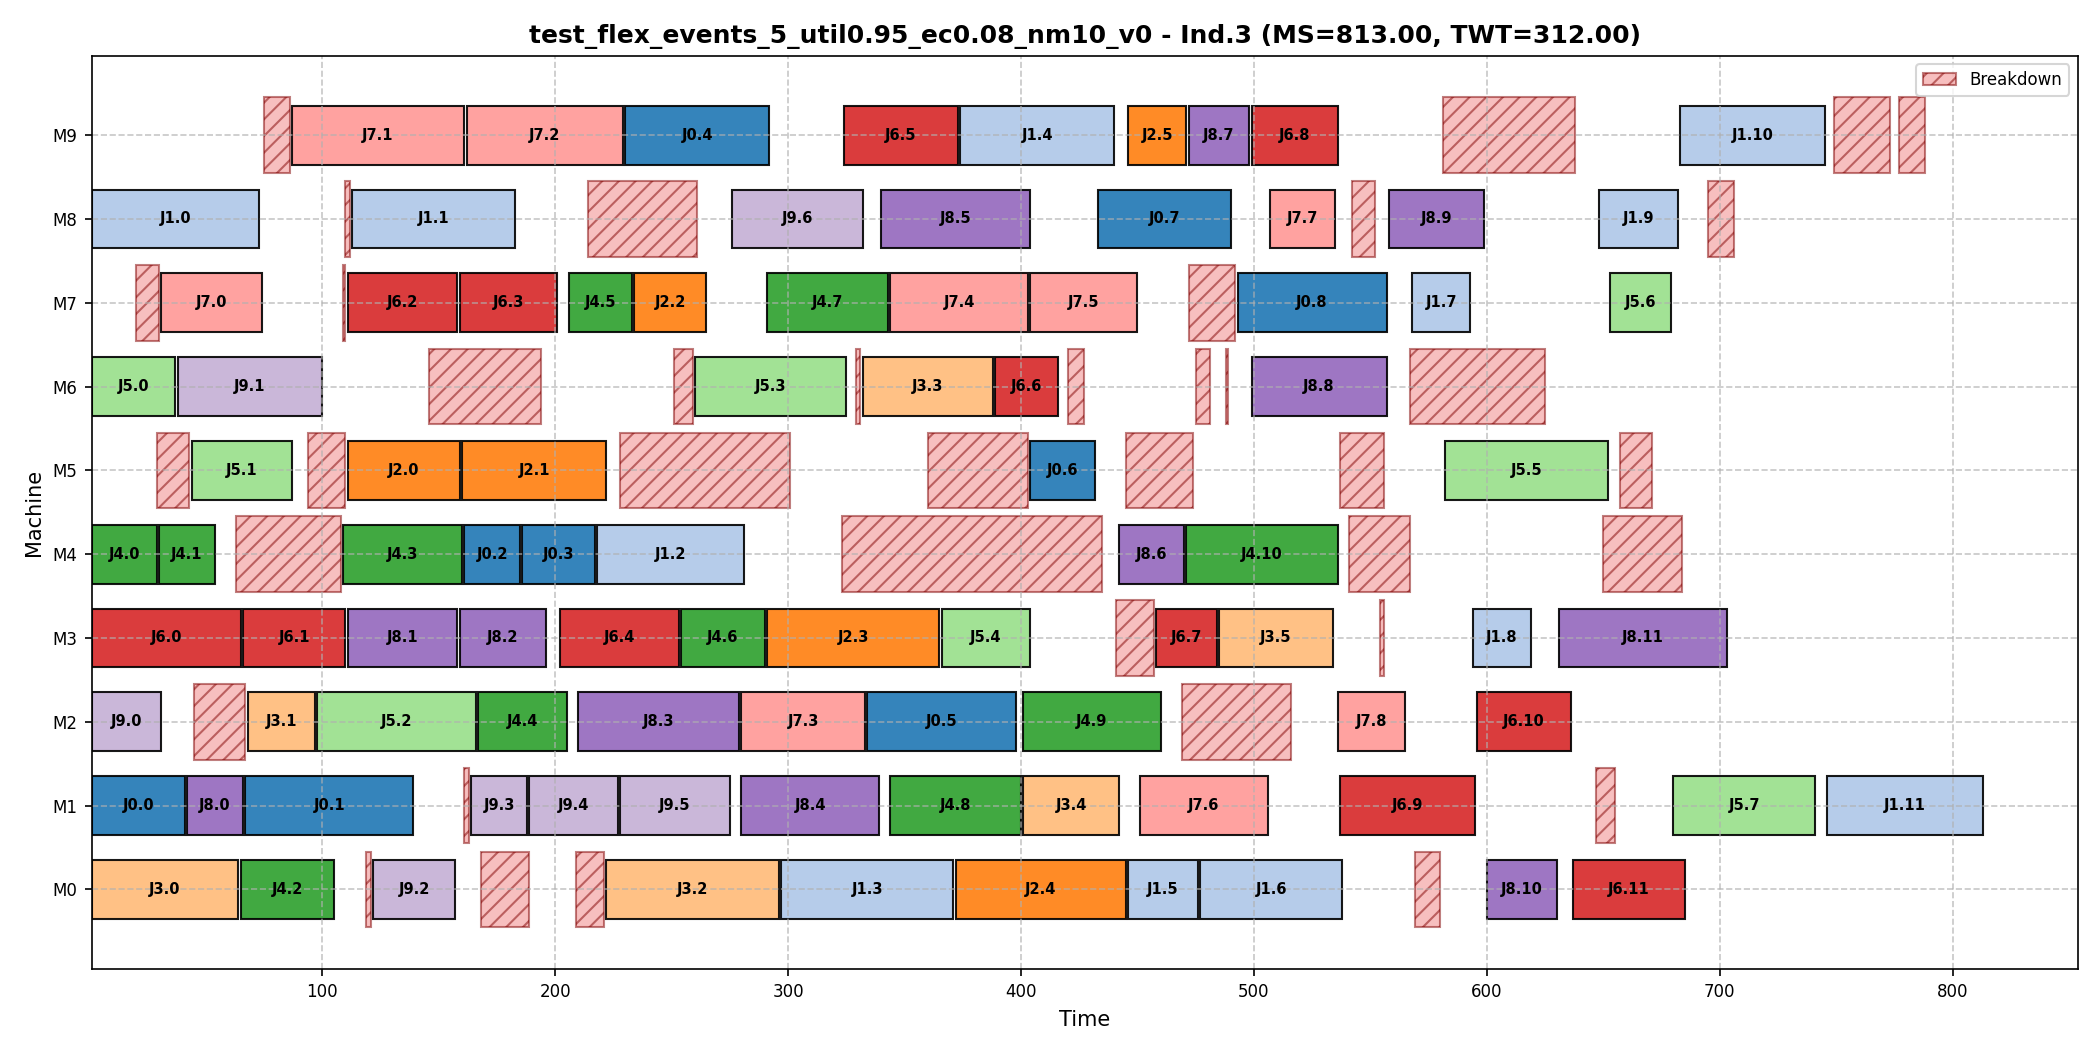 test_flex_events_5_util0.95_ec0.08_nm10_v0 - Ind.3 (MS=813.00, TWT=312.00)
Breakdown
M9 J7.1 J7.2 J0.4 J6.5 J1.4 J2.5 J8.7 J6.8 J1.10
M8 J1.0 J1.1 J9.6 J8.5 J0.7 J7.7 J8.9 J1.9
M7 J7.0 J6.2 J6.3 J4.5 J2.2 J4.7 J7.4 J7.5 J0.8 J1.7 J5.6
M6 J5.0 J9.1 J5.3 J3.3 J6.6 J8.8
M5 J5.1 J2.0 J2.1 J0.6 J5.5
M4 J4.0 J4.1 J4.3 J0.2 J0.3 J1.2 J8.6 J4.10
M3 J6.0 J6.1 J8.1 J8.2 J6.4 J4.6 J2.3 J5.4 J6.7 J3.5 J1.8 J8.11
M2 J9.0 J3.1 J5.2 J4.4 J8.3 J7.3 J0.5 J4.9 J7.8 J6.10
M1 J0.0 J8.0 J0.1 J9.3 J9.4 J9.5 J8.4 J4.8 J3.4 J7.6 J6.9 J5.7 J1.11
M0 J3.0 J4.2 J9.2 J3.2 J1.3 J2.4 J1.5 J1.6 J8.10 J6.11
Machine
100 200 300 400 500 600 700 800
Time